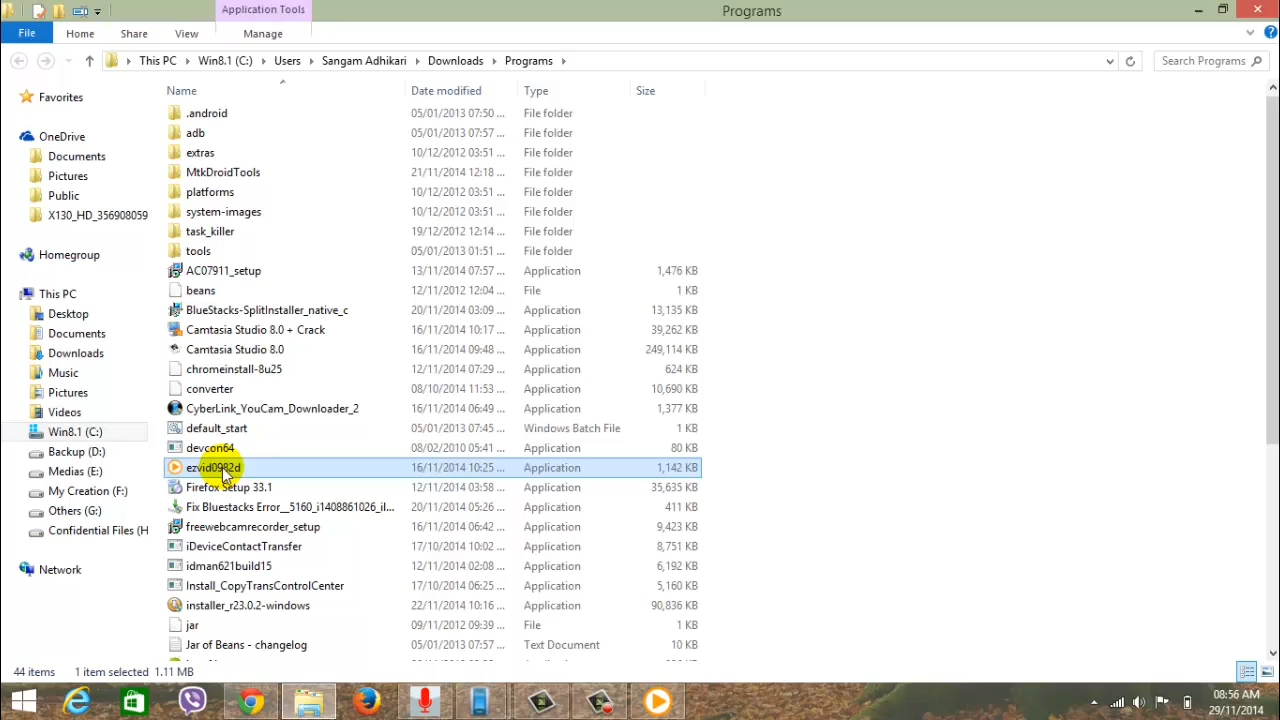 Application Tools
Programs
File Home Share View Manage
This PC Win8.1 (C:) Users Sangam Adhikari Downloads Programs
Search Programs
Name Date modified Type Size
Favorites
OneDrive
Documents
Pictures
Public
X130_HD_356908059
Homegroup
This PC
Desktop
Documents
Downloads
Music
Pictures
Videos
Win8.1 (C:)
Backup (D:)
Medias (E:)
My Creation (F:)
Others (G:)
Confidential Files (H
Network
.android 05/01/2013 07:50 ... File folder
adb 05/01/2013 07:57 ... File folder
extras 10/12/2012 03:51 ... File folder
MtkDroidTools 21/11/2014 12:18 ... File folder
platforms 10/12/2012 03:51 ... File folder
system-images 10/12/2012 03:51 ... File folder
task_killer 19/12/2012 12:14 ... File folder
tools 05/01/2013 01:51 ... File folder
AC07911_setup 13/11/2014 07:57 ... Application 1,476 KB
beans 12/11/2012 12:04 ... File 1 KB
BlueStacks-SplitInstaller_native_c 20/11/2014 03:09 ... Application 13,135 KB
Camtasia Studio 8.0 + Crack 16/11/2014 10:17 ... Application 39,262 KB
Camtasia Studio 8.0 16/11/2014 09:48 ... Application 249,114 KB
chromeinstall-8u25 12/11/2014 07:29 ... Application 624 KB
converter 08/10/2014 11:53 ... Application 10,690 KB
CyberLink_YouCam_Downloader_2 16/11/2014 06:49 ... Application 1,377 KB
default_start 05/01/2013 07:45 ... Windows Batch File 1 KB
devcon64 08/02/2010 05:41 ... Application 80 KB
ezvid0982d 16/11/2014 10:25 ... Application 1,142 KB
Firefox Setup 33.1 12/11/2014 03:58 ... Application 35,635 KB
Fix Bluestacks Error__5160_i1408861026_il... 20/11/2014 05:26 ... Application 411 KB
freewebcamrecorder_setup 16/11/2014 06:42 ... Application 9,423 KB
iDeviceContactTransfer 17/10/2014 10:02 ... Application 8,751 KB
idman621build15 12/11/2014 02:08 ... Application 6,192 KB
Install_CopyTransControlCenter 17/10/2014 06:25 ... Application 5,160 KB
installer_r23.0.2-windows 22/11/2014 10:16 ... Application 90,836 KB
jar 09/11/2012 09:39 ... File 1 KB
Jar of Beans - changelog 05/01/2013 07:57 ... Text Document 10 KB
44 items 1 item selected 1.11 MB
08:56 AM
29/11/2014